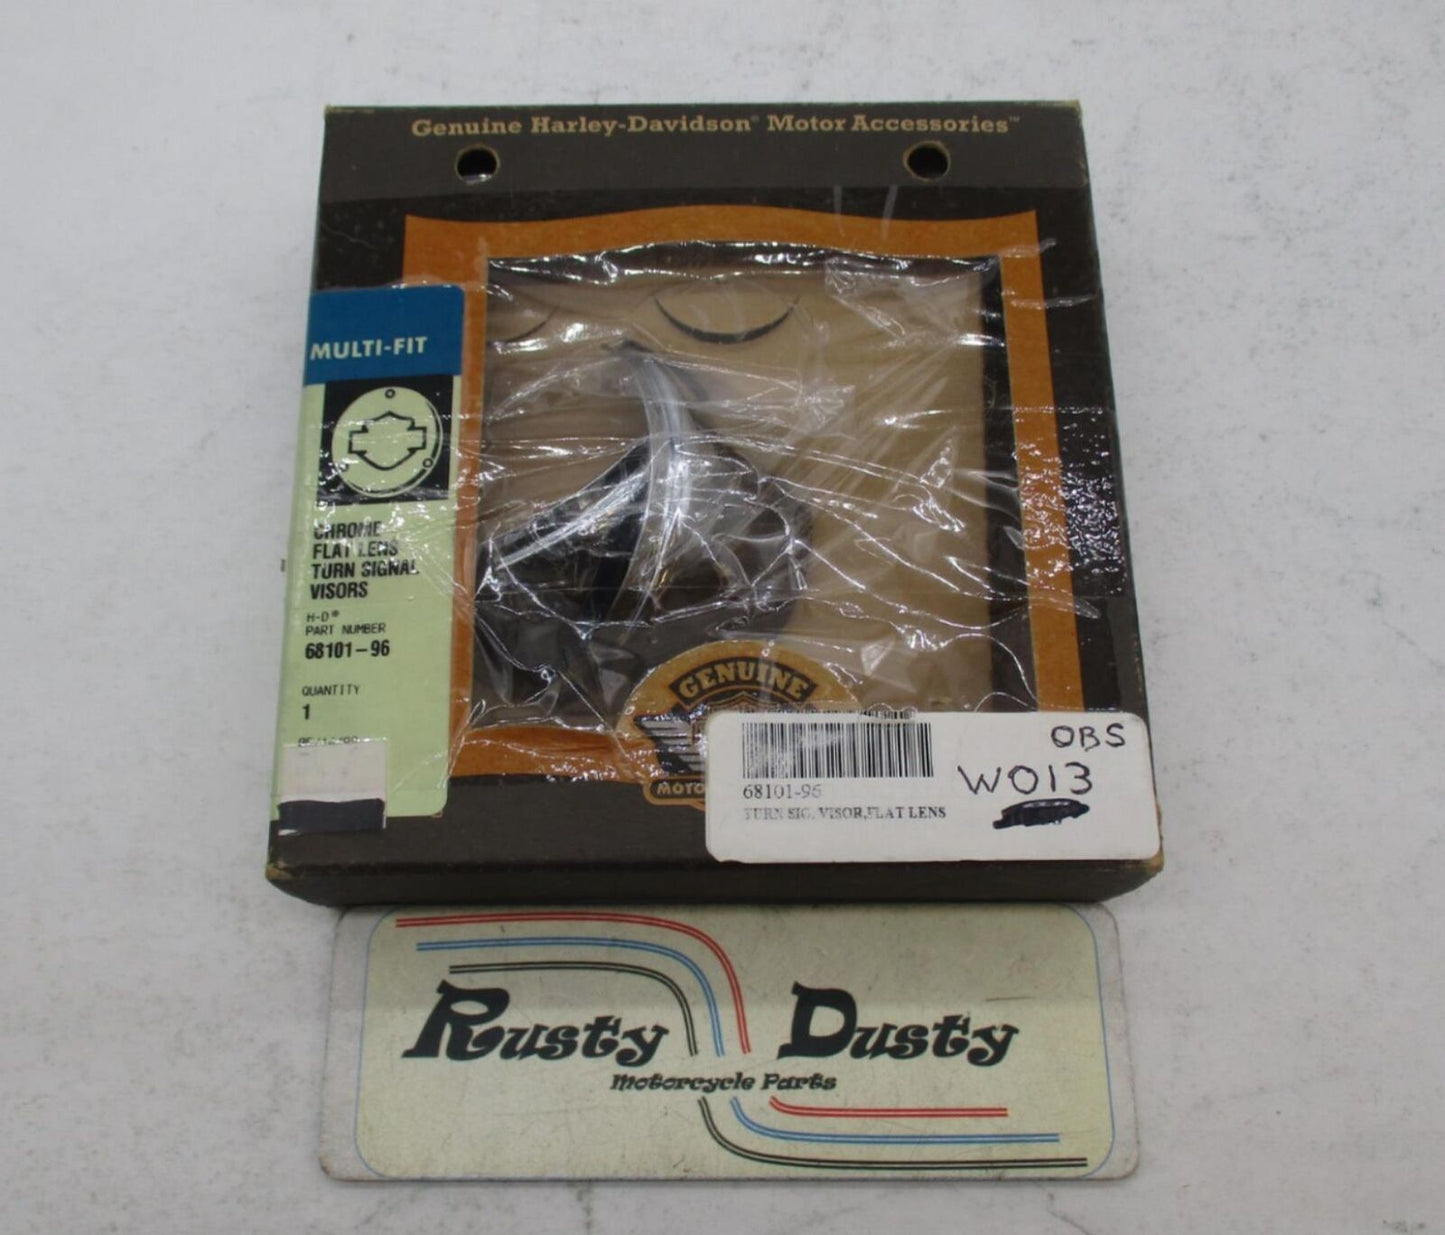 Genuine Harley-Davidson® Motor Accessories™
MULTI-FIT
CHROME
FLAT LENS
TURN SIGNAL
VISORS
H-D®
PART NUMBER
68101-96
QUANTITY
1
GENUINE
OBS
W013
68101-96
TURN SIG. VISOR,FLAT LENS
Rusty Dusty
Motorcycle Parts